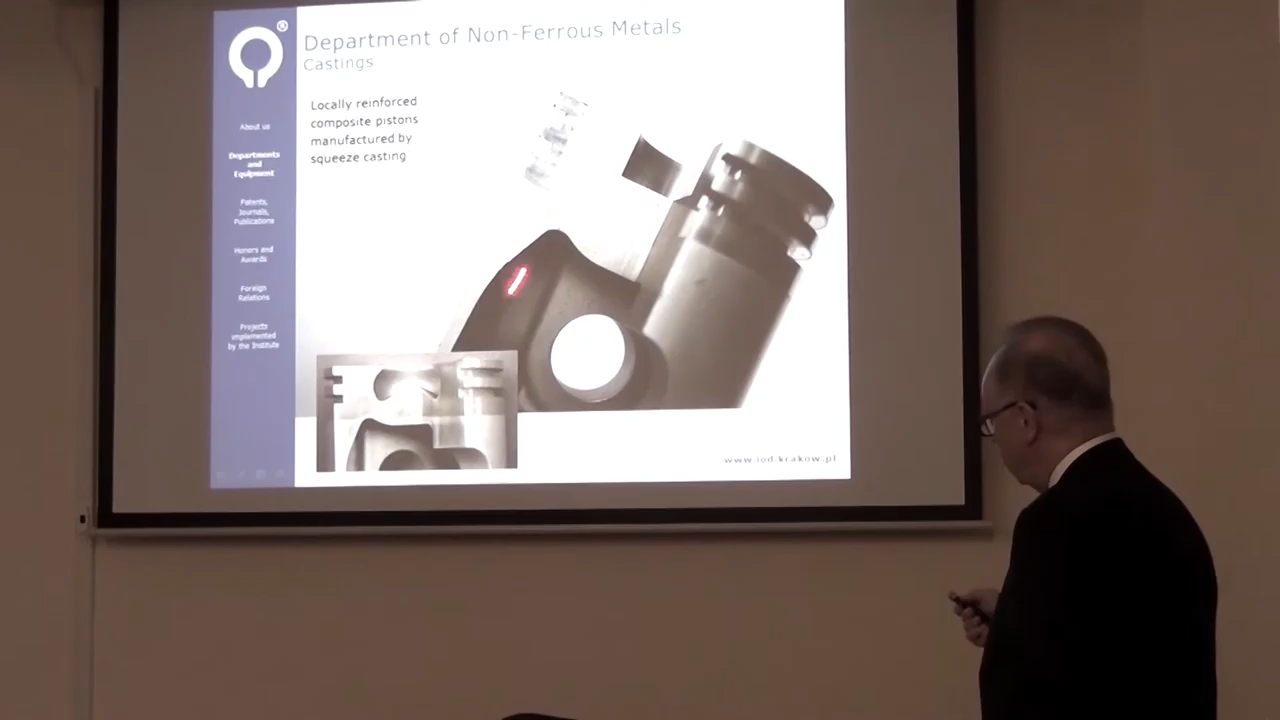 ®
Department of Non-Ferrous Metals
Castings
Locally reinforced
composite pistons
manufactured by
squeeze casting
About us
Departments
and
Equipment
Patents,
Journals,
Publications
Honors and
Awards
Foreign
Relations
Projects
implemented
by the Institute
www.iod-krakow.pl